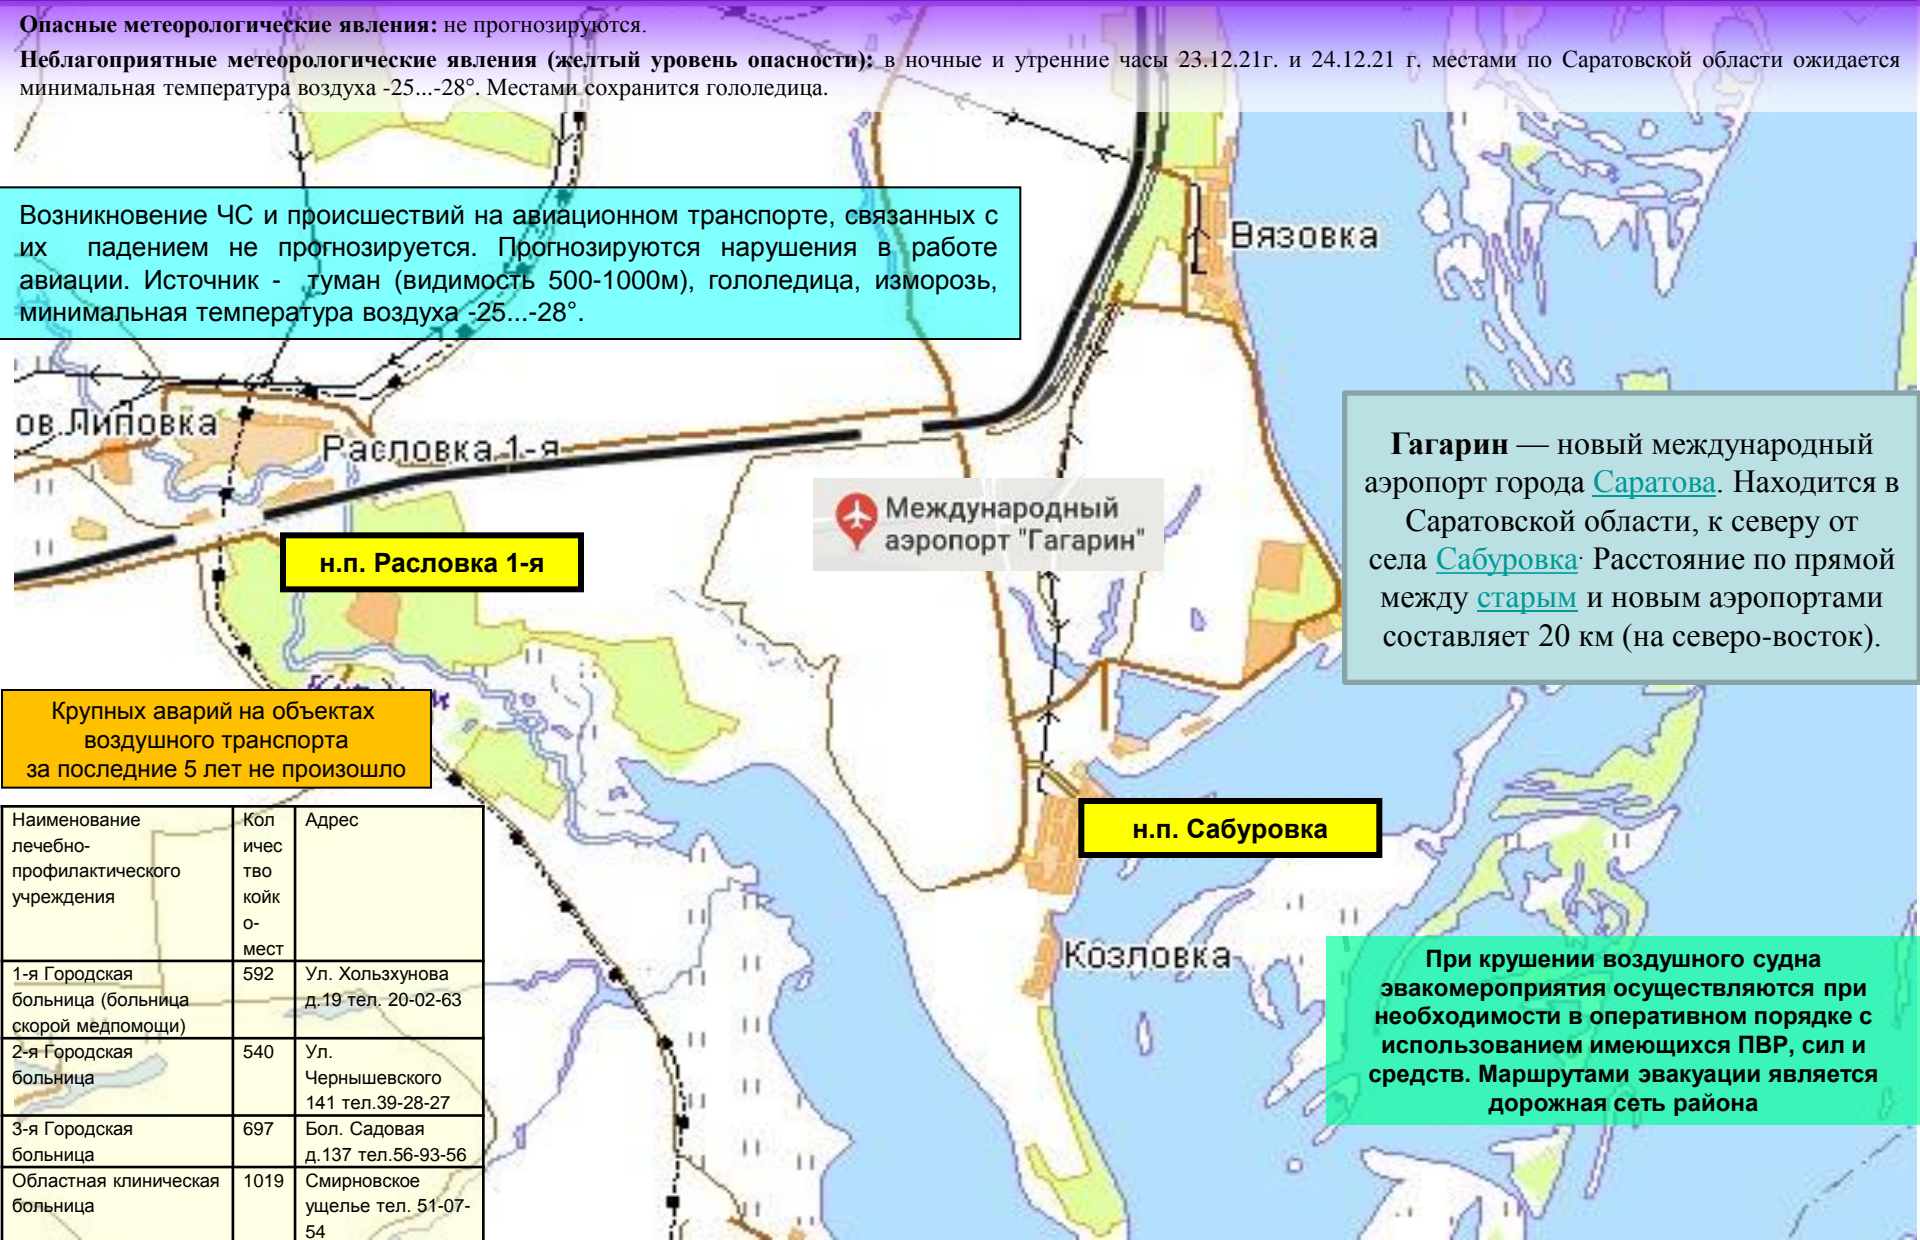 Опасные метеорологические явления: не прогнозируются.
Неблагоприятные метеорологические явления (желтый уровень опасности): в ночные и утренние часы 23.12.21г. и 24.12.21 г. местами по Саратовской области ожидается
минимальная температура воздуха -25...-28°. Местами сохранится гололедица.
Возникновение ЧС и происшествий на авиационном транспорте, связанных с
их падением не прогнозируется. Прогнозируются нарушения в работе
авиации. Источник - туман (видимость 500-1000м), гололедица, изморозь,
минимальная температура воздуха -25...-28°.
Вязовка
ов.Липовка
Расловка 1-я
Международный
аэропорт "Гагарин"
Гагарин — новый международный
аэропорт города Саратова. Находится в
Саратовской области, к северу от
села Сабуровка. Расстояние по прямой
между старым и новым аэропортами
составляет 20 км (на северо-восток).
н.п. Расловка 1-я
Крупных аварий на объектах
воздушного транспорта
за последние 5 лет не произошло
н.п. Сабуровка
Козловка
При крушении воздушного судна
эвакомероприятия осуществляются при
необходимости в оперативном порядке с
использованием имеющихся ПВР, сил и
средств. Маршрутами эвакуации является
дорожная сеть района
Наименование
лечебно-
профилактического
учреждения
Кол
ичес
тво
койк
о-
мест
Адрес
1-я Городская
больница (больница
скорой медпомощи)
592
Ул. Хользхунова
д.19 тел. 20-02-63
2-я Городская
больница
540
Ул.
Чернышевского
141 тел.39-28-27
3-я Городская
больница
697
Бол. Садовая
д.137 тел.56-93-56
Областная клиническая
больница
1019
Смирновское
ущелье тел. 51-07-
54